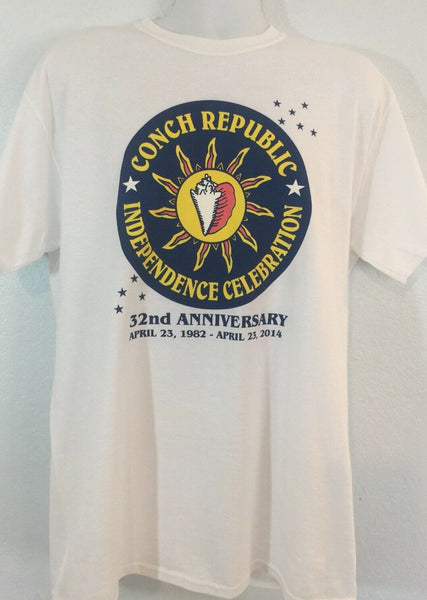 CONCH REPUBLIC
INDEPENDENCE CELEBRATION
32nd ANNIVERSARY
APRIL 23, 1982 - APRIL 23, 2014